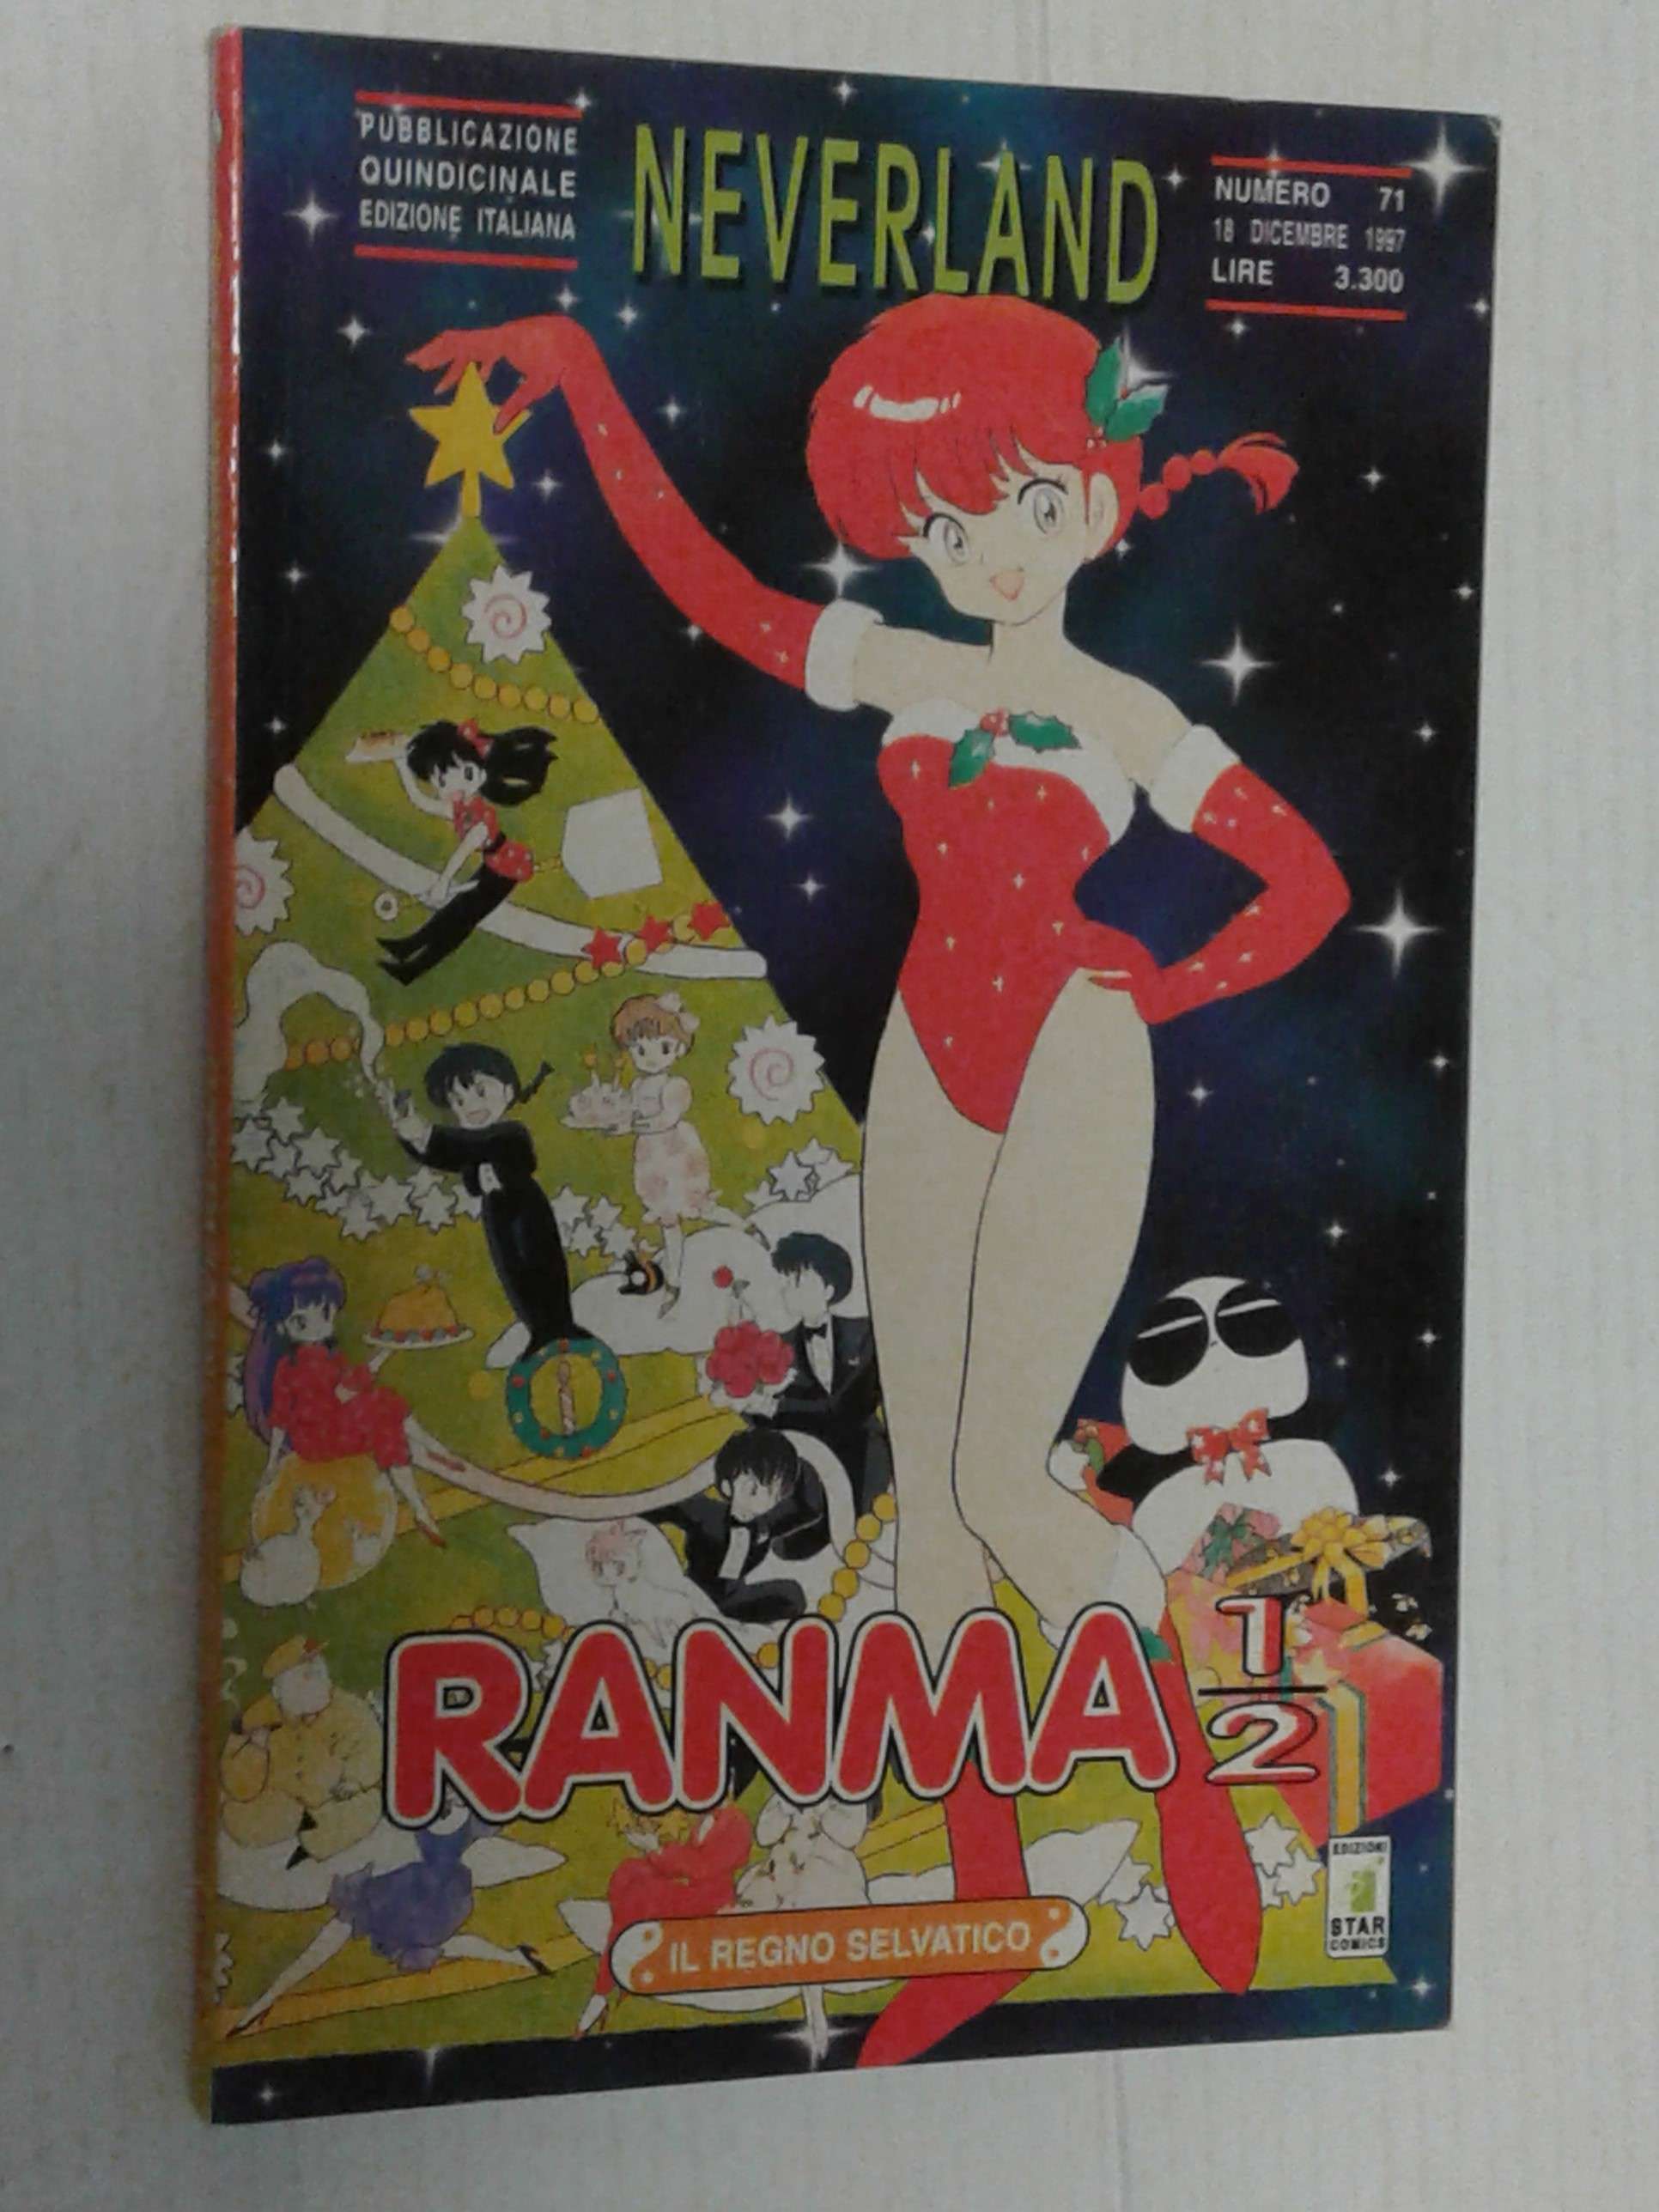 PUBBLICAZIONE
QUINDICINALE
EDIZIONE ITALIANA
NEVERLAND
NUMERO 71
18 DICEMBRE 1997
LIRE 3.300
RANMA 1/2
IL REGNO SELVATICO
EDIZIONI
STAR
COMICS